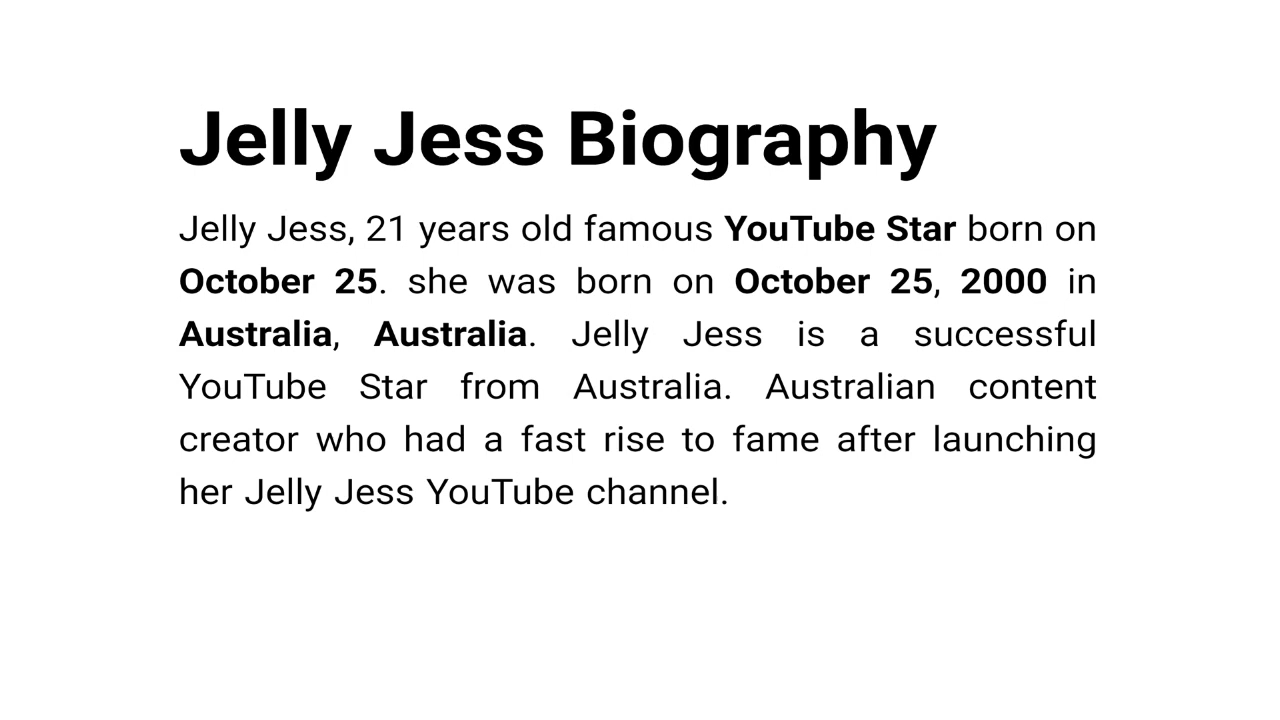 Jelly Jess Biography
Jelly Jess, 21 years old famous YouTube Star born on
October 25. she was born on October 25, 2000 in
Australia, Australia. Jelly Jess is a successful
YouTube Star from Australia. Australian content
creator who had a fast rise to fame after launching
her Jelly Jess YouTube channel.